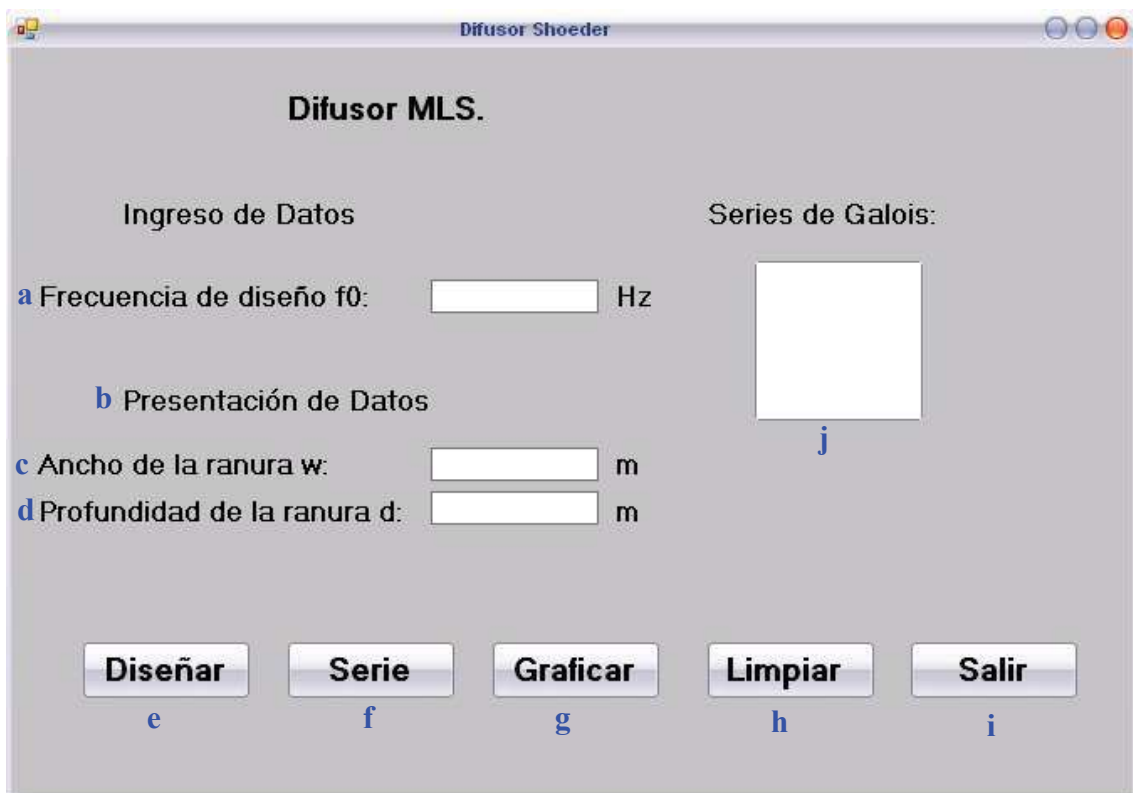 Difusor Shoeder
Difusor MLS.
Ingreso de Datos
Series de Galois:
a Frecuencia de diseño f0: Hz
b Presentación de Datos
j
c Ancho de la ranura w: m
d Profundidad de la ranura d: m
Diseñar Serie Graficar Limpiar Salir
e f g h i